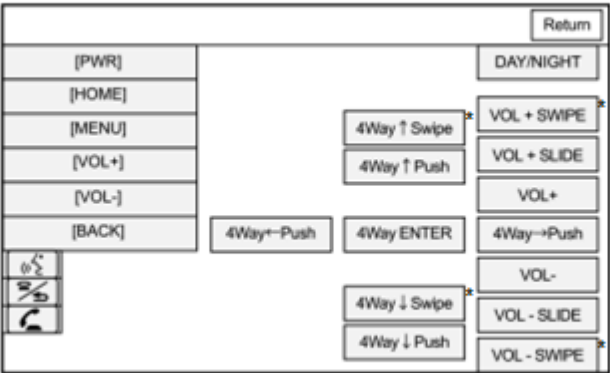 Return
[PWR]
DAY/NIGHT
[HOME]
VOL + SWIPE *
[MENU]
4Way ↑ Swipe *
[VOL+]
4Way ↑ Push
VOL + SLIDE
[VOL-]
VOL+
[BACK]
4Way←Push
4Way ENTER
4Way→Push
VOL-
4Way ↓ Swipe *
VOL - SLIDE
4Way ↓ Push
VOL - SWIPE *